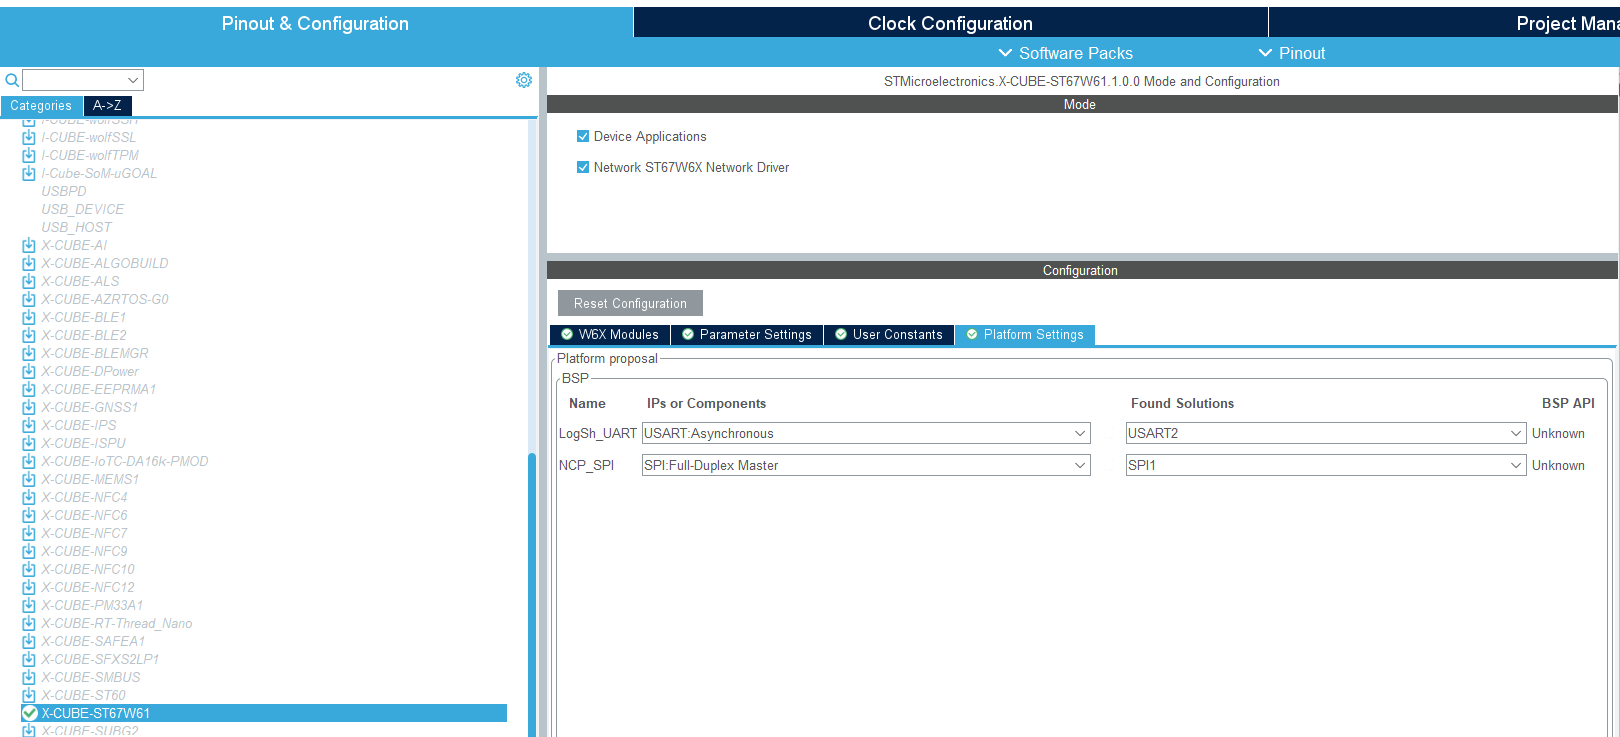 Pinout & Configuration
Clock Configuration
Project Mana
Software Packs
Pinout
Categories
A->Z
I-CUBE-wolfSSH
I-CUBE-wolfSSL
I-CUBE-wolfTPM
I-Cube-SoM-uGOAL
USBPD
USB_DEVICE
USB_HOST
X-CUBE-AI
X-CUBE-ALGOBUILD
X-CUBE-ALS
X-CUBE-AZRTOS-G0
X-CUBE-BLE1
X-CUBE-BLE2
X-CUBE-BLEMGR
X-CUBE-DPower
X-CUBE-EEPRMA1
X-CUBE-GNSS1
X-CUBE-IPS
X-CUBE-ISPU
X-CUBE-IoTC-DA16k-PMOD
X-CUBE-MEMS1
X-CUBE-NFC4
X-CUBE-NFC6
X-CUBE-NFC7
X-CUBE-NFC9
X-CUBE-NFC10
X-CUBE-NFC12
X-CUBE-PM33A1
X-CUBE-RT-Thread_Nano
X-CUBE-SAFEA1
X-CUBE-SFXS2LP1
X-CUBE-SMBUS
X-CUBE-ST60
X-CUBE-ST67W61
X-CUBE-SUBG2
STMicroelectronics.X-CUBE-ST67W61.1.0.0 Mode and Configuration
Mode
Device Applications
Network ST67W6X Network Driver
Configuration
Reset Configuration
W6X Modules
Parameter Settings
User Constants
Platform Settings
Platform proposal
BSP
Name IPs or Components Found Solutions BSP API
LogSh_UART USART:Asynchronous USART2 Unknown
NCP_SPI SPI:Full-Duplex Master SPI1 Unknown